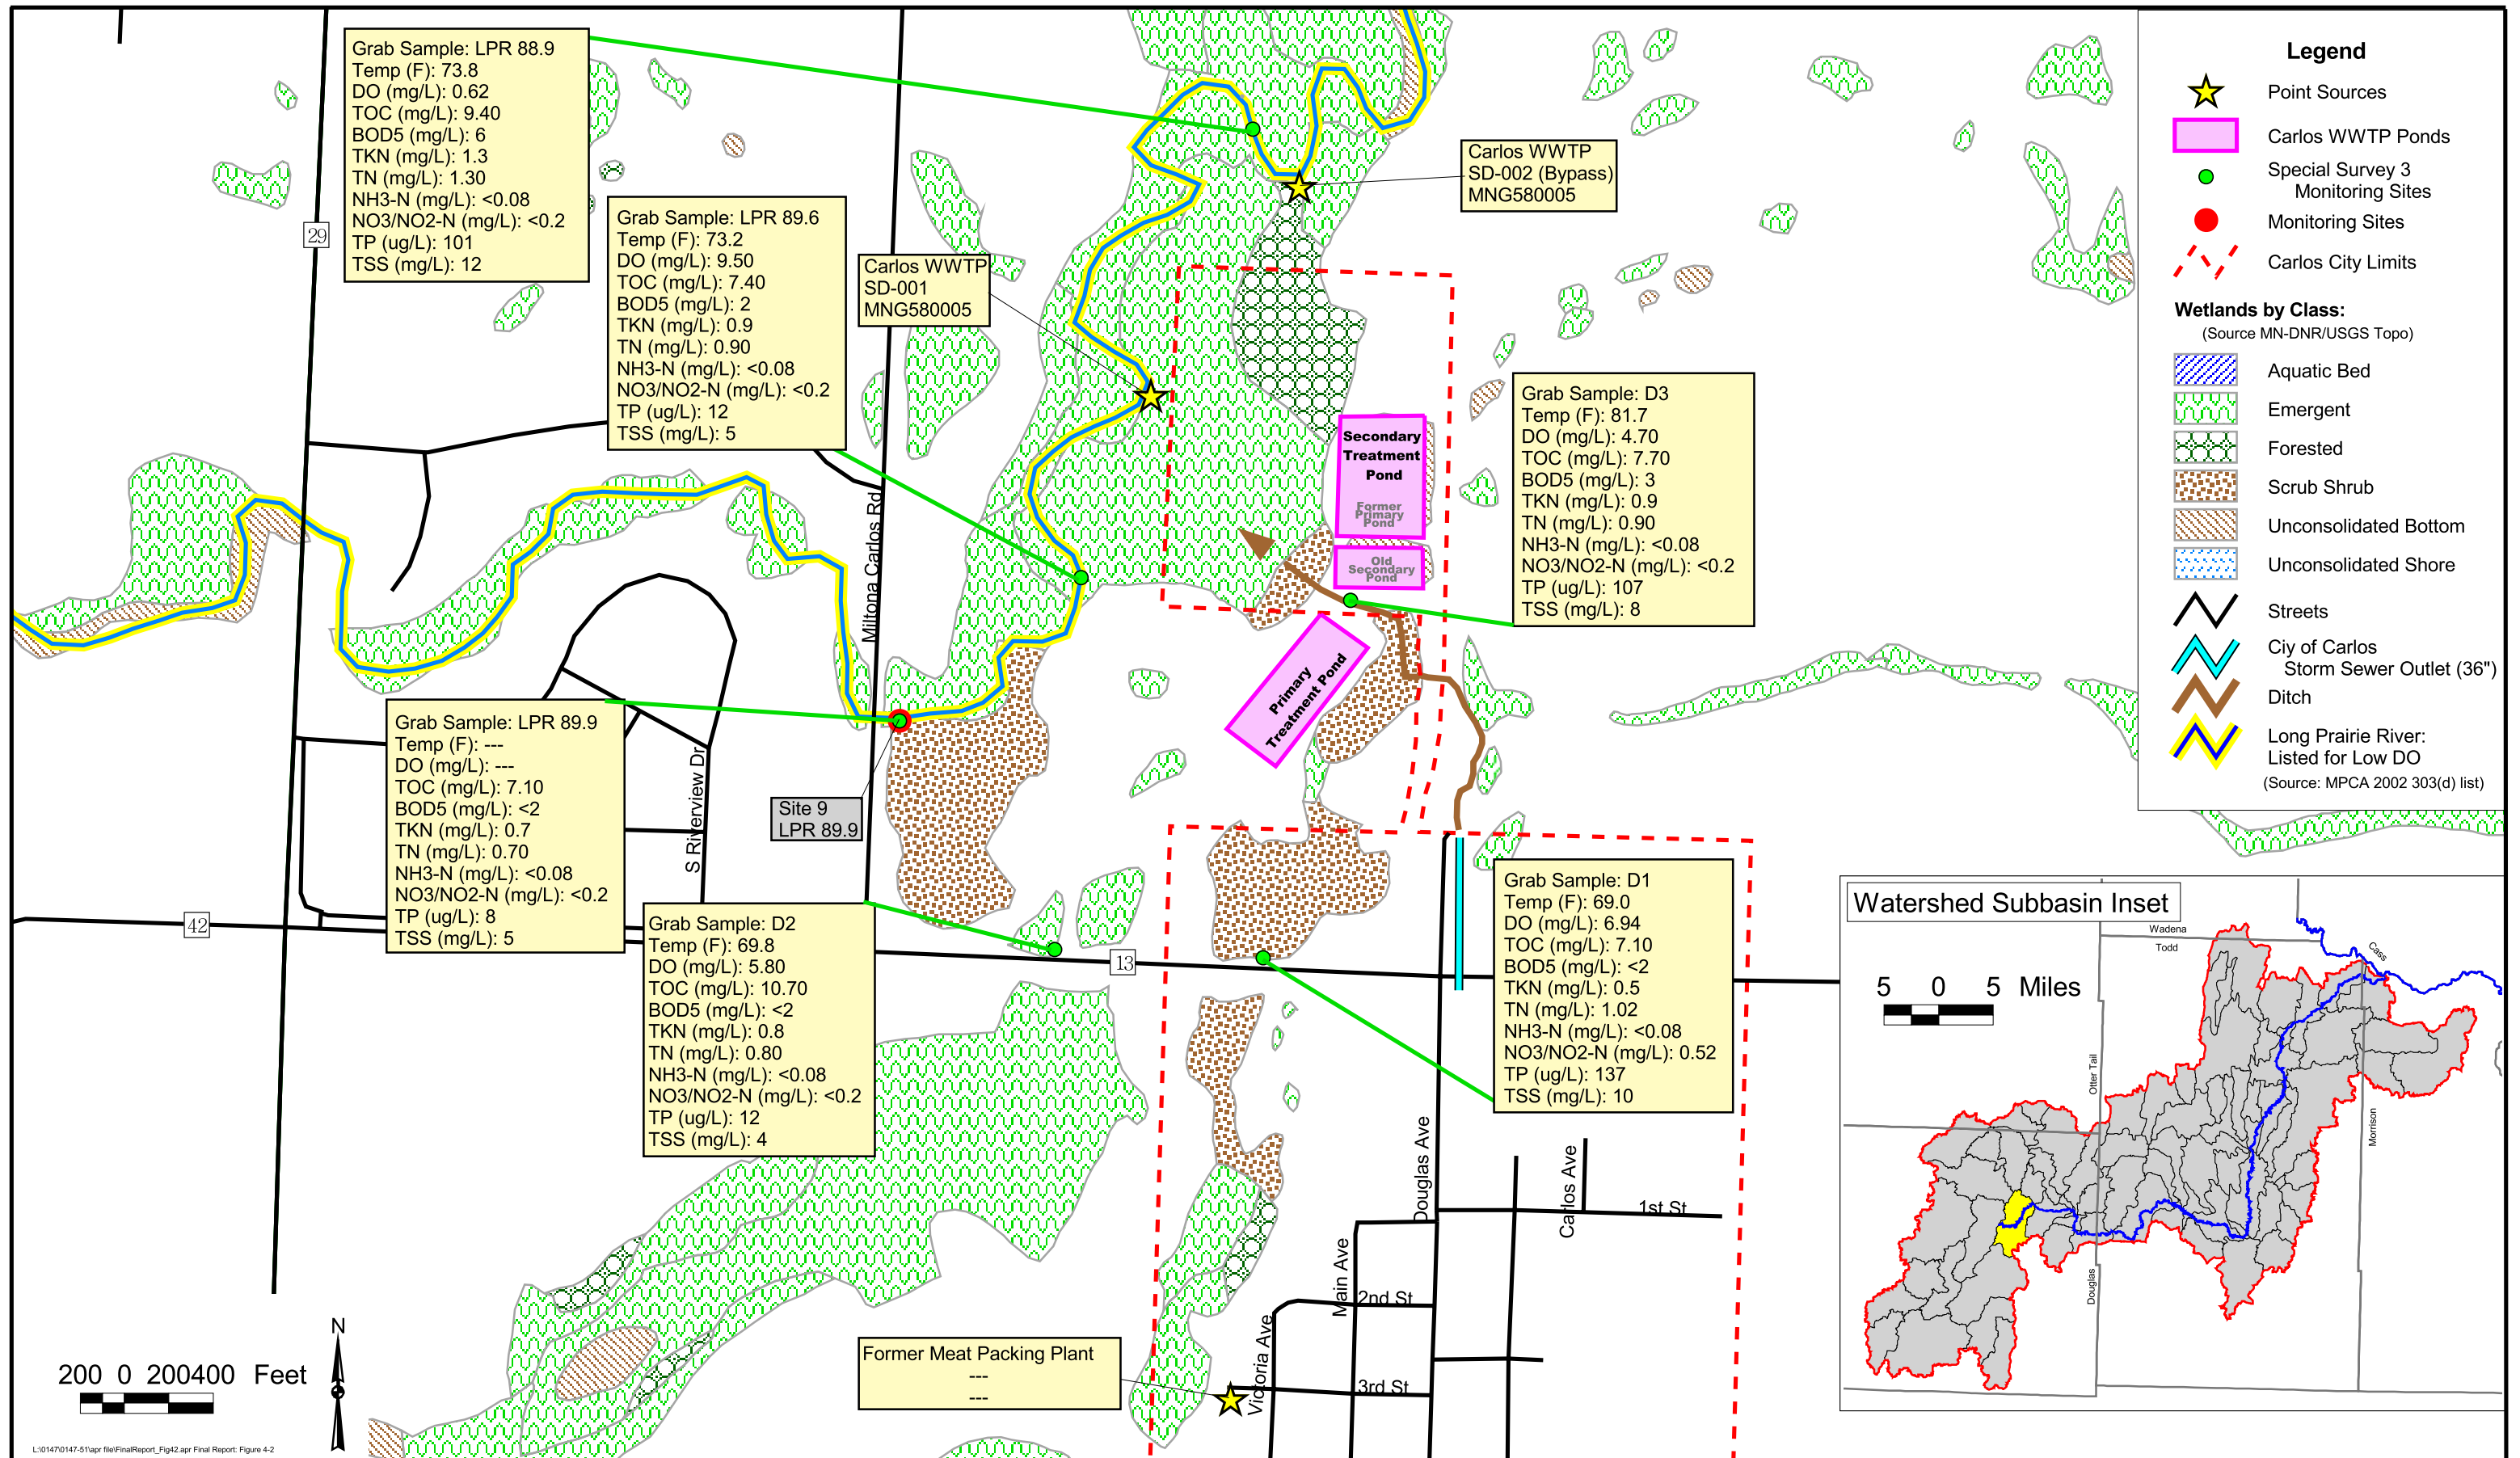 Grab Sample: LPR 88.9
Temp (F): 73.8
DO (mg/L): 0.62
TOC (mg/L): 9.40
BOD5 (mg/L): 6
TKN (mg/L): 1.3
TN (mg/L): 1.30
NH3-N (mg/L): <0.08
NO3/NO2-N (mg/L): <0.2
TP (ug/L): 101
TSS (mg/L): 12
29
Grab Sample: LPR 89.6
Temp (F): 73.2
DO (mg/L): 9.50
TOC (mg/L): 7.40
BOD5 (mg/L): 2
TKN (mg/L): 0.9
TN (mg/L): 0.90
NH3-N (mg/L): <0.08
NO3/NO2-N (mg/L): <0.2
TP (ug/L): 12
TSS (mg/L): 5
Carlos WWTP
SD-001
MNG580005
Carlos WWTP
SD-002 (Bypass)
MNG580005
Grab Sample: D3
Temp (F): 81.7
DO (mg/L): 4.70
TOC (mg/L): 7.70
BOD5 (mg/L): 3
TKN (mg/L): 0.9
TN (mg/L): 0.90
NH3-N (mg/L): <0.08
NO3/NO2-N (mg/L): <0.2
TP (ug/L): 107
TSS (mg/L): 8
Secondary
Treatment
Pond
Former
Primary
Pond
Old
Secondary
Pond
Primary
Treatment Pond
Miltona Carlos Rd
S Riverview Dr
Grab Sample: LPR 89.9
Temp (F): ---
DO (mg/L): ---
TOC (mg/L): 7.10
BOD5 (mg/L): <2
TKN (mg/L): 0.7
TN (mg/L): 0.70
NH3-N (mg/L): <0.08
NO3/NO2-N (mg/L): <0.2
TP (ug/L): 8
TSS (mg/L): 5
Site 9
LPR 89.9
42
13
Grab Sample: D2
Temp (F): 69.8
DO (mg/L): 5.80
TOC (mg/L): 10.70
BOD5 (mg/L): <2
TKN (mg/L): 0.8
TN (mg/L): 0.80
NH3-N (mg/L): <0.08
NO3/NO2-N (mg/L): <0.2
TP (ug/L): 12
TSS (mg/L): 4
Grab Sample: D1
Temp (F): 69.0
DO (mg/L): 6.94
TOC (mg/L): 7.10
BOD5 (mg/L): <2
TKN (mg/L): 0.5
TN (mg/L): 1.02
NH3-N (mg/L): <0.08
NO3/NO2-N (mg/L): 0.52
TP (ug/L): 137
TSS (mg/L): 10
Douglas Ave
Carlos Ave
1st St
Main Ave
2nd St
Victoria Ave
3rd St
Former Meat Packing Plant
---
---
200 0 200400 Feet
N
L:\0147\0147-51\apr file\FinalReport_Fig42.apr Final Report: Figure 4-2
Legend
Point Sources
Carlos WWTP Ponds
Special Survey 3
Monitoring Sites
Monitoring Sites
Carlos City Limits
Wetlands by Class:
(Source MN-DNR/USGS Topo)
Aquatic Bed
Emergent
Forested
Scrub Shrub
Unconsolidated Bottom
Unconsolidated Shore
Streets
Ciy of Carlos
Storm Sewer Outlet (36")
Ditch
Long Prairie River:
Listed for Low DO
(Source: MPCA 2002 303(d) list)
Watershed Subbasin Inset
5 0 5 Miles
Wadena
Todd
Cass
Otter Tail
Morrison
Douglas